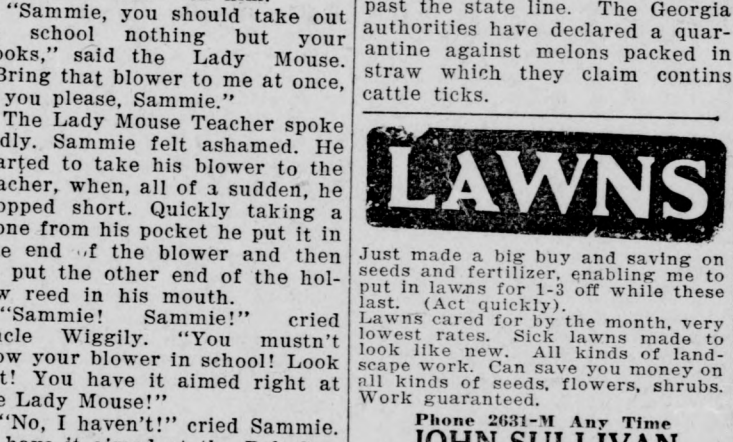 "Sammie, you should take out
school nothing but your
ooks," said the Lady Mouse.
Bring that blower to me at once,
you please, Sammie."
The Lady Mouse Teacher spoke
dly. Sammie felt ashamed. He
arted to take his blower to the
acher, when, all of a sudden, he
opped short. Quickly taking a
one from his pocket he put it in
e end of the blower and then
put the other end of the hol-
w reed in his mouth.
"Sammie! Sammie!" cried
ncle Wiggily. "You mustn't
ow your blower in school! Look
t! You have it aimed right at
e Lady Mouse!"
"No, I haven't!" cried Sammie.
past the state line. The Georgia
authorities have declared a quar-
antine against melons packed in
straw which they claim contins
cattle ticks.
LAWNS
Just made a big buy and saving on
seeds and fertilizer, enabling me to
put in lawns for 1-3 off while these
last. (Act quickly).
Lawns cared for by the month, very
lowest rates. Sick lawns made to
look like new. All kinds of land-
scape work. Can save you money on
all kinds of seeds, flowers, shrubs.
Work guaranteed.
Phone 2631-M Any Time
JOHN SULLIVAN